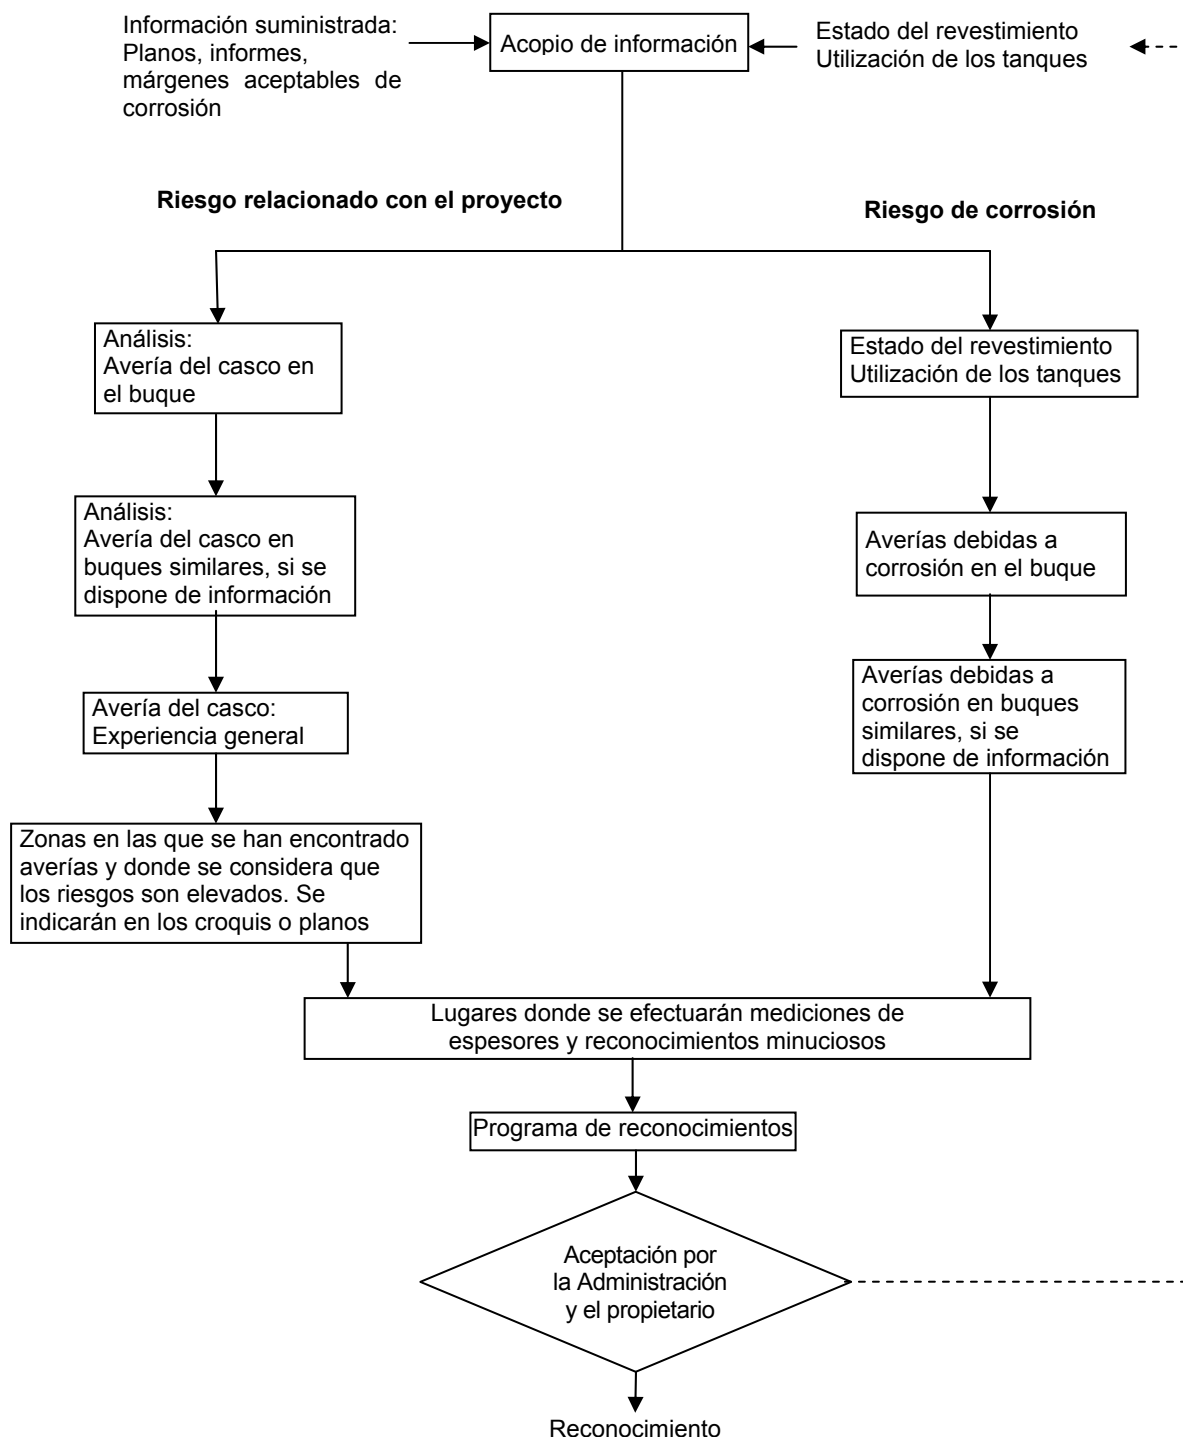 Información suministrada:
Planos, informes,
márgenes aceptables de
corrosión
Acopio de información
Estado del revestimiento
Utilización de los tanques
Riesgo relacionado con el proyecto
Riesgo de corrosión
Análisis:
Avería del casco en
el buque
Estado del revestimiento
Utilización de los tanques
Análisis:
Avería del casco en
buques similares, si se
dispone de información
Averías debidas a
corrosión en el buque
Avería del casco:
Experiencia general
Averías debidas a
corrosión en buques
similares, si se
dispone de información
Zonas en las que se han encontrado
averías y donde se considera que
los riesgos son elevados. Se
indicarán en los croquis o planos
Lugares donde se efectuarán mediciones de
espesores y reconocimientos minuciosos
Programa de reconocimientos
Aceptación por
la Administración
y el propietario
Reconocimiento